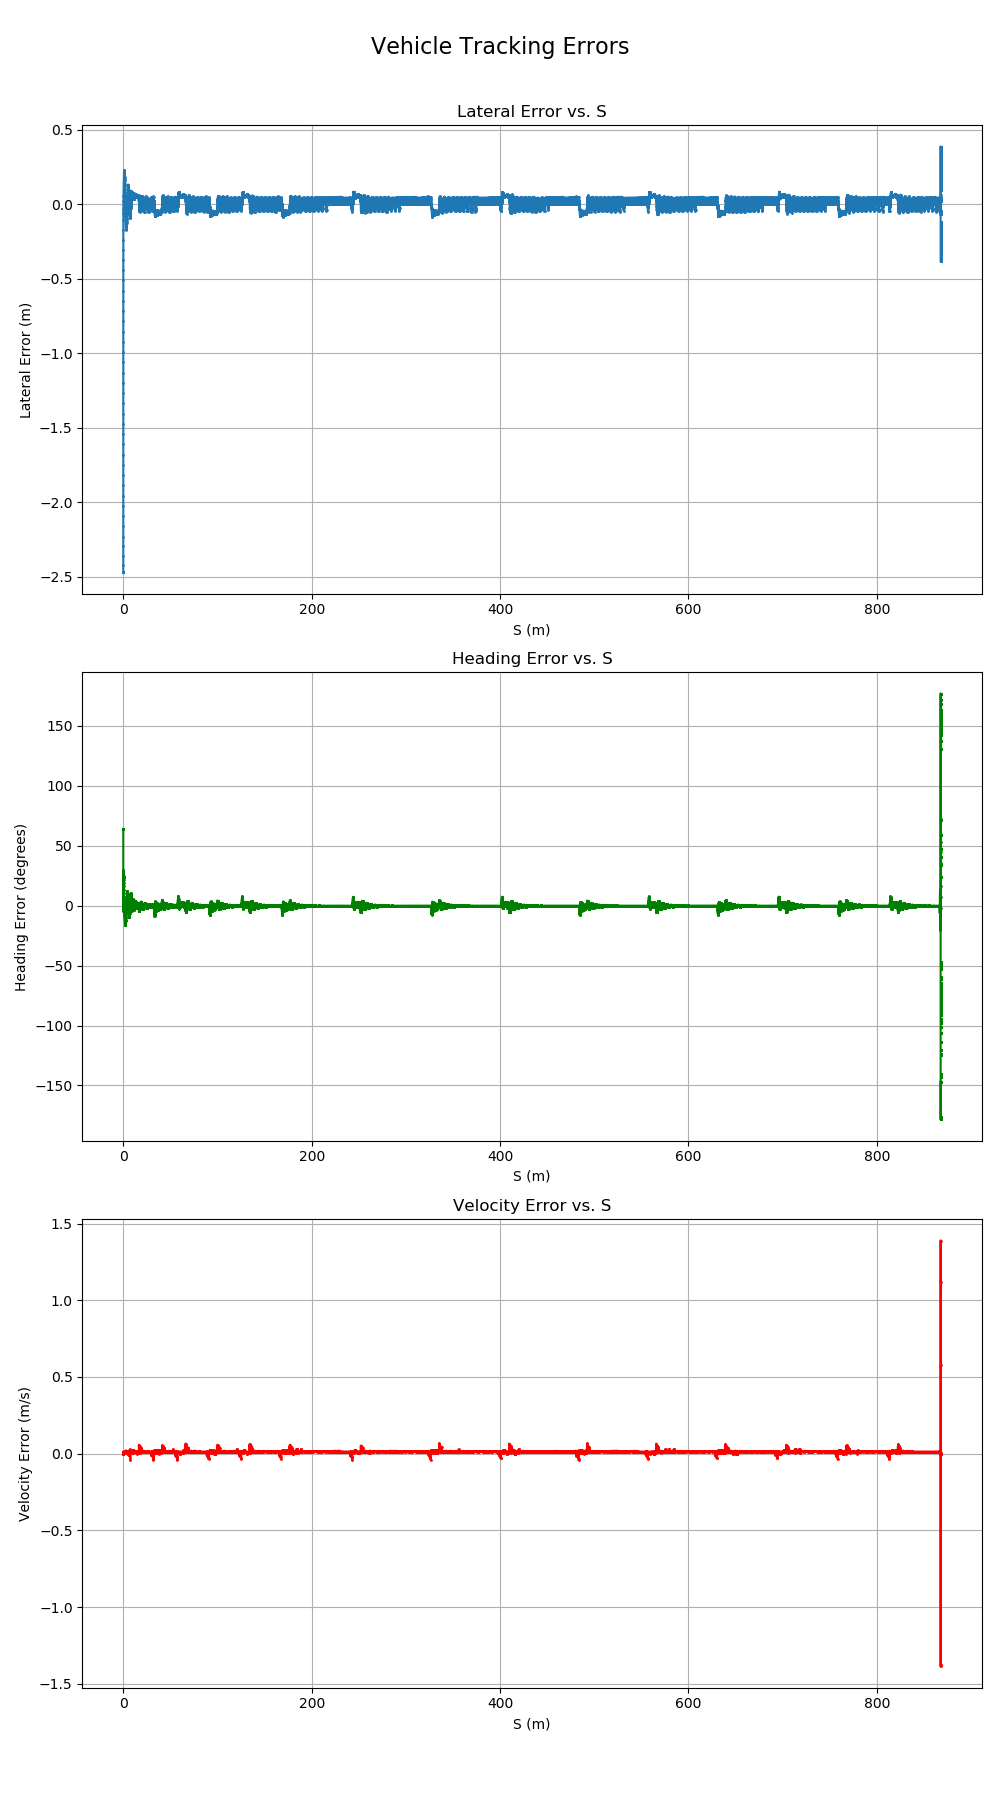 Vehicle Tracking Errors
Lateral Error vs. S
0.5
0.0
−0.5
−1.0
−1.5
−2.0
−2.5
Lateral Error (m)
0 200 400 600 800
S (m)
Heading Error vs. S
150
100
50
0
−50
−100
−150
Heading Error (degrees)
0 200 400 600 800
S (m)
Velocity Error vs. S
1.5
1.0
0.5
0.0
−0.5
−1.0
−1.5
Velocity Error (m/s)
0 200 400 600 800
S (m)